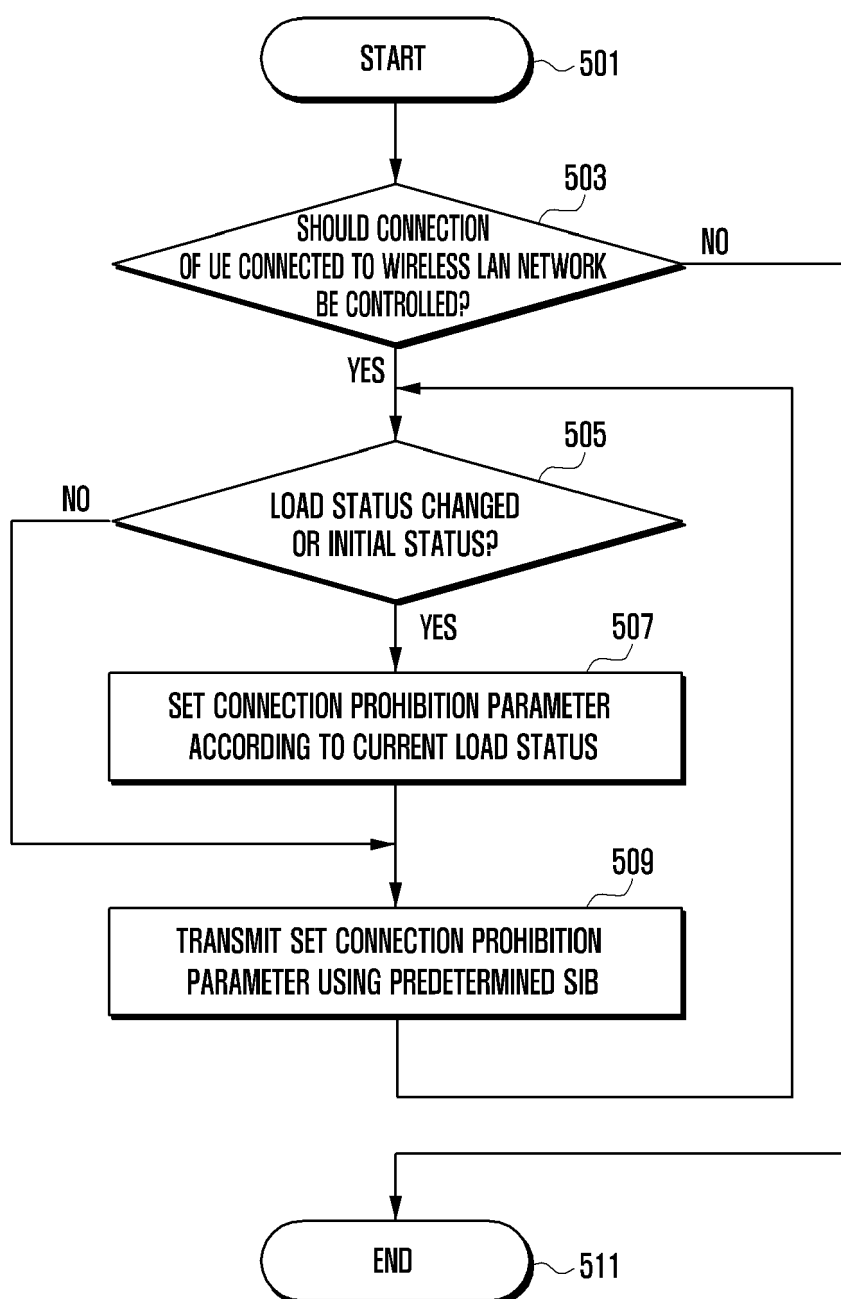 START
501
503
SHOULD CONNECTION
OF UE CONNECTED TO WIRELESS LAN NETWORK
BE CONTROLLED?
NO
YES
505
NO
LOAD STATUS CHANGED
OR INITIAL STATUS?
YES
507
SET CONNECTION PROHIBITION PARAMETER
ACCORDING TO CURRENT LOAD STATUS
509
TRANSMIT SET CONNECTION PROHIBITION
PARAMETER USING PREDETERMINED SIB
END
511